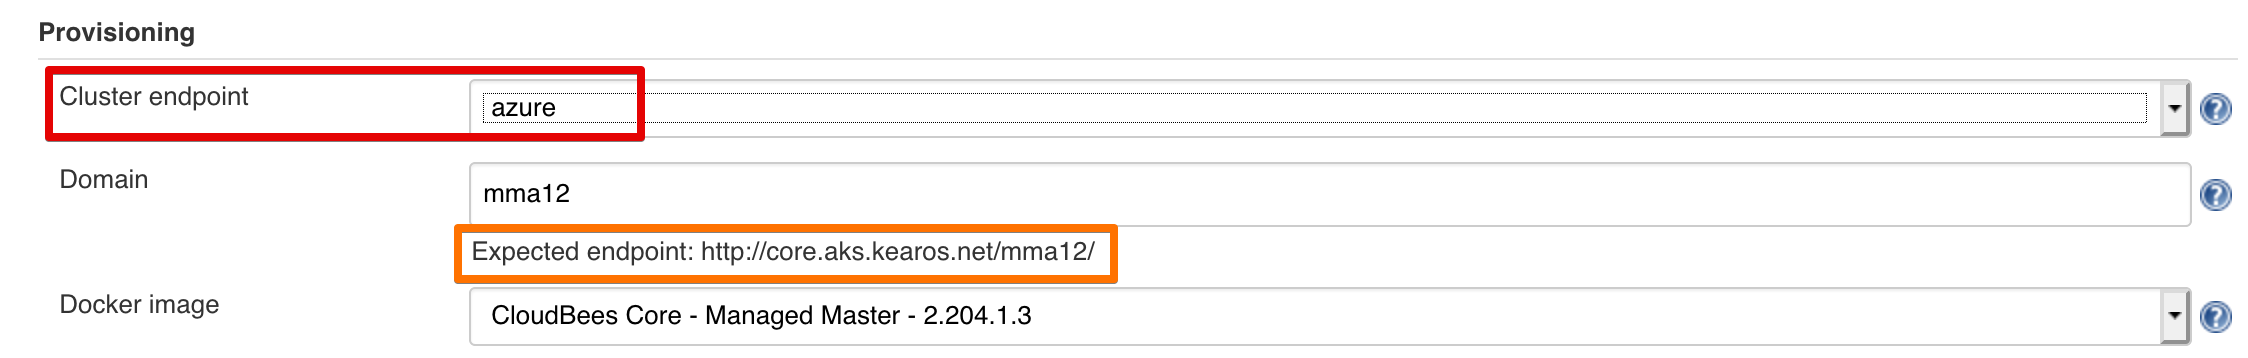 Provisioning
Cluster endpoint azure
Domain mma12
Expected endpoint: http://core.aks.kearos.net/mma12/
Docker image CloudBees Core - Managed Master - 2.204.1.3